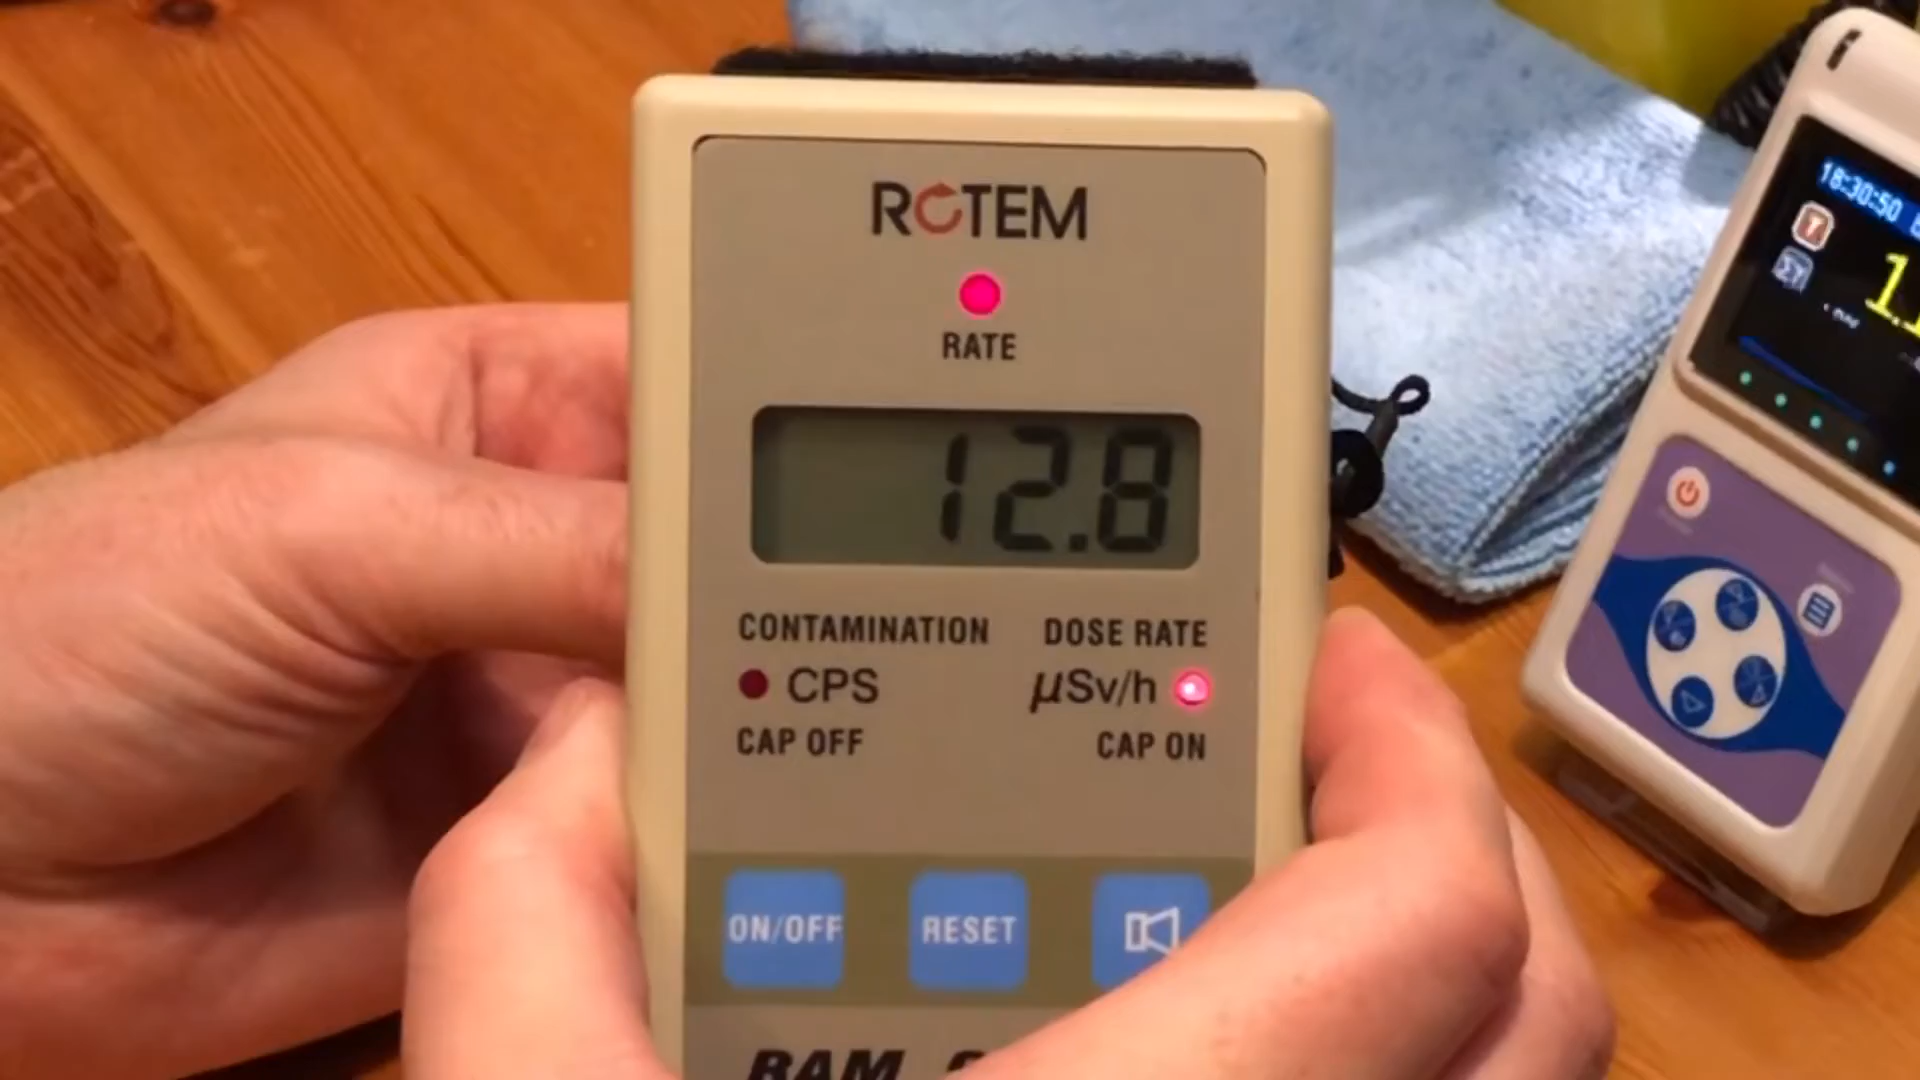 ROTEM
RATE
12.8
CONTAMINATION
DOSE RATE
CPS
µSv/h
CAP OFF
CAP ON
ON/OFF
RESET
RAM
18:30:50